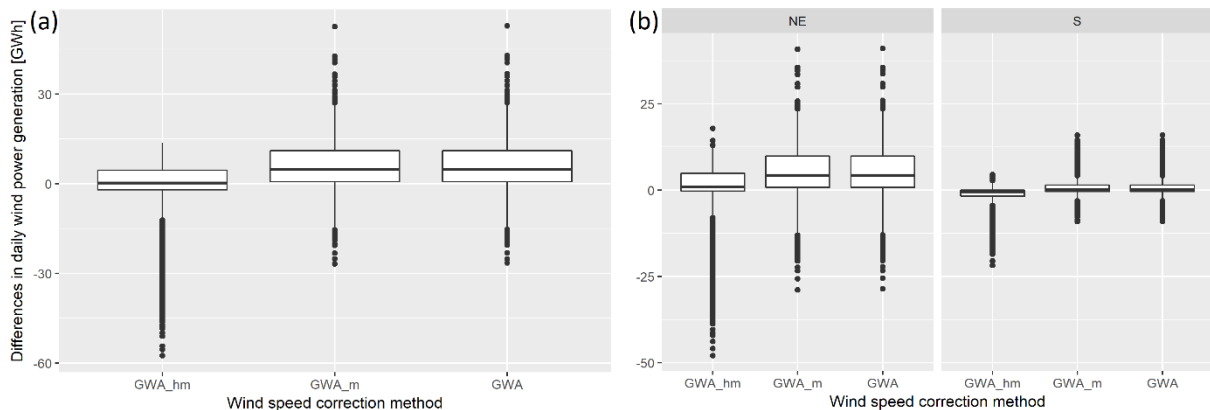 (a)
Differences in daily wind power generation [GWh]
30
0
-30
-60
GWA_hm GWA_m GWA
Wind speed correction method
(b)
NE S
25
0
-25
-50
GWA_hm GWA_m GWA GWA_hm GWA_m GWA
Wind speed correction method